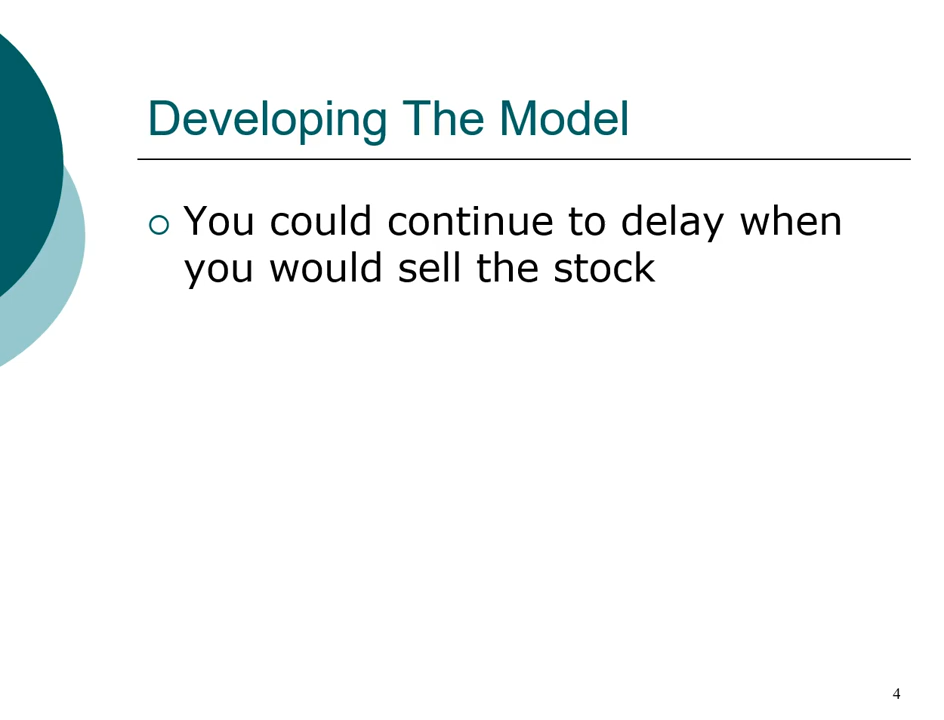 Developing The Model
You could continue to delay when
you would sell the stock
4